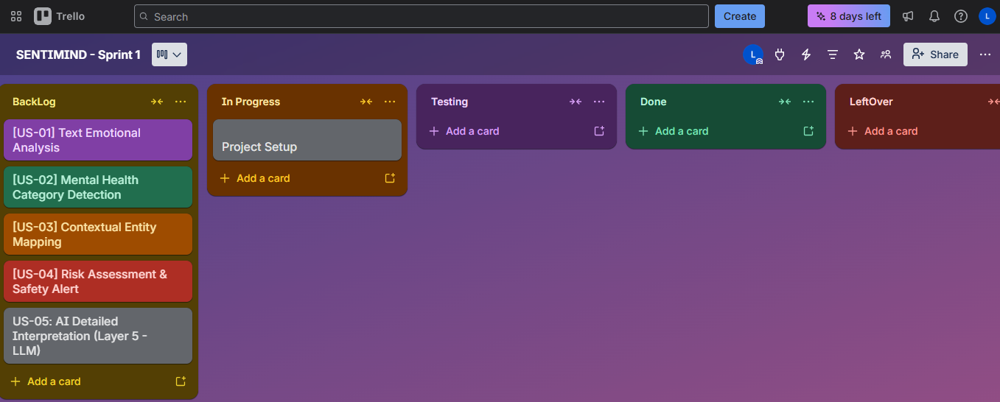 Trello
Search
Create
8 days left
L
SENTIMIND - Sprint 1
L
Share
BackLog
[US-01] Text Emotional
Analysis
[US-02] Mental Health
Category Detection
[US-03] Contextual Entity
Mapping
[US-04] Risk Assessment &
Safety Alert
US-05: AI Detailed
Interpretation (Layer 5 -
LLM)
Add a card
In Progress
Project Setup
Add a card
Testing
Add a card
Done
Add a card
LeftOver
Add a card